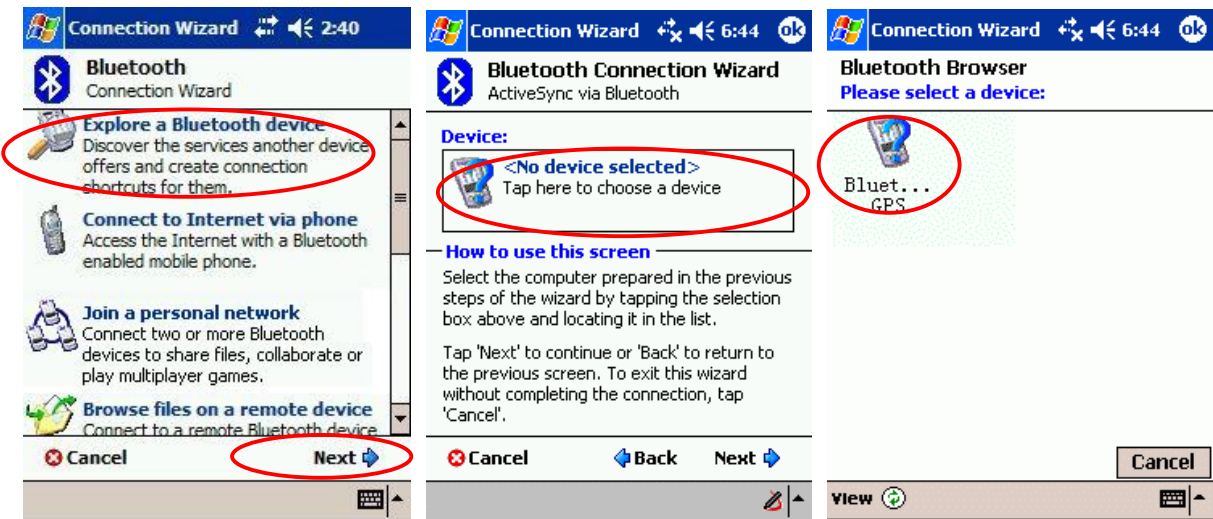 Connection Wizard 2:40
Bluetooth
Connection Wizard
Explore a Bluetooth device
Discover the services another device
offers and create connection
shortcuts for them.
Connect to Internet via phone
Access the Internet with a Bluetooth
enabled mobile phone.
Join a personal network
Connect two or more Bluetooth
devices to share files, collaborate or
play multiplayer games.
Browse files on a remote device
Connect to a remote Bluetooth device
Cancel Next
Connection Wizard 6:44 ok
Bluetooth Connection Wizard
ActiveSync via Bluetooth
Device:
<No device selected>
Tap here to choose a device
How to use this screen
Select the computer prepared in the previous
steps of the wizard by tapping the selection
box above and locating it in the list.
Tap 'Next' to continue or 'Back' to return to
the previous screen. To exit this wizard
without completing the connection, tap
'Cancel'.
Cancel Back Next
Connection Wizard 6:44 ok
Bluetooth Browser
Please select a device:
Bluet...
GPS
Cancel
View